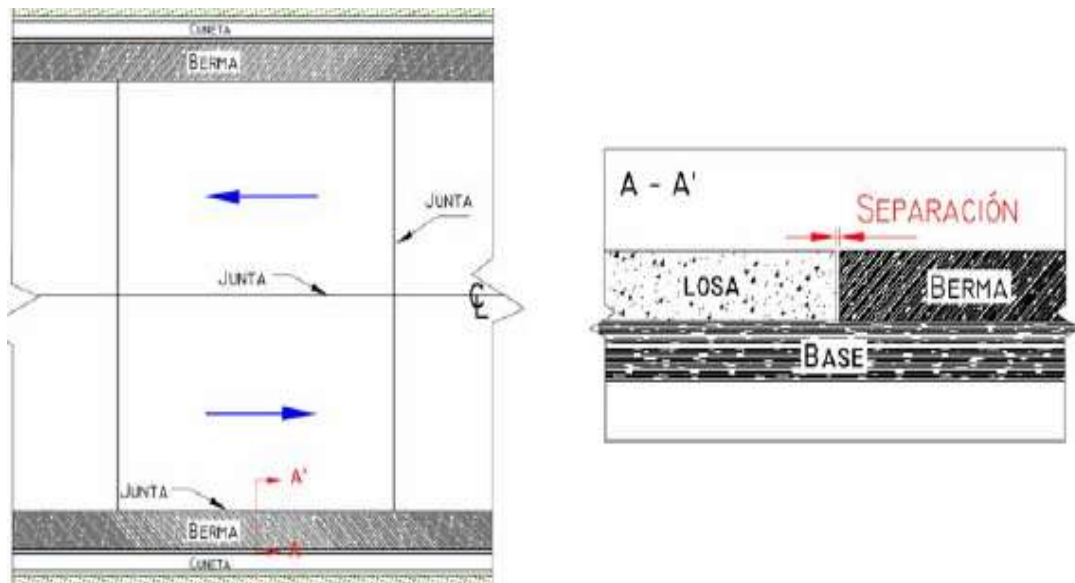 CUNETA
BERMA
JUNTA
JUNTA
℄
A'
JUNTA
BERMA
A
CUNETA
A - A'
SEPARACIÓN
LOSA
BERMA
BASE